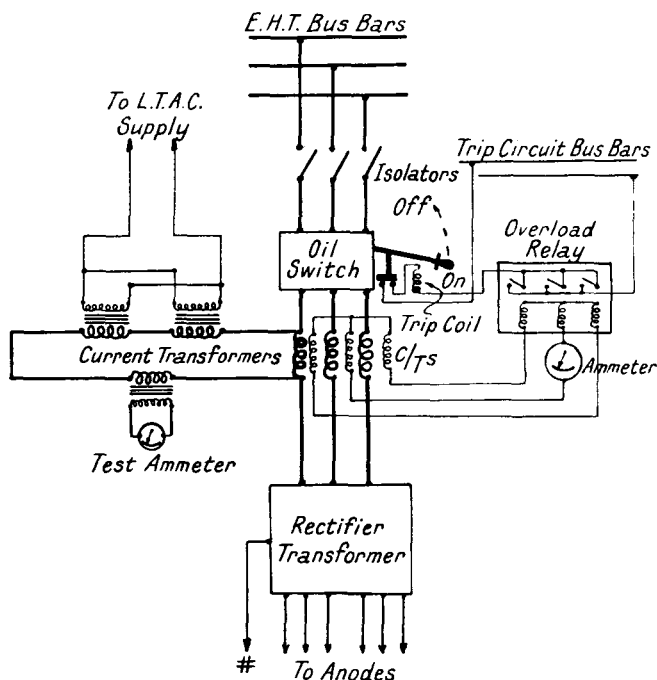 E.H.T. Bus Bars
To L.T.A.C.
Supply
Trip Circuit Bus Bars
Isolators
Off
Overload
Relay
Oil
Switch
On
Trip Coil
Current Transformers
C/Ts
Ammeter
Test Ammeter
Rectifier
Transformer
#
To Anodes